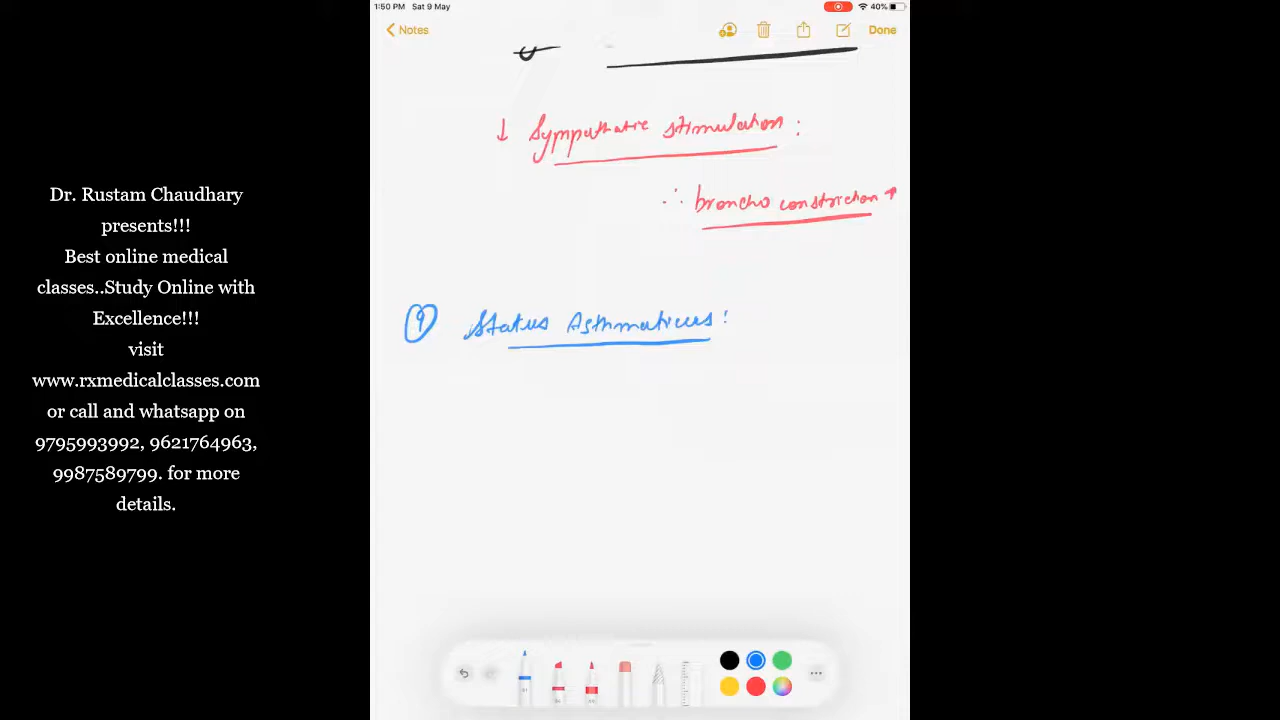 1:50 PM Sat 9 May
40%
Notes
Done
↓ Sympathatic stimulation :
∴ broncho constriction ↑
Dr. Rustam Chaudhary
presents!!!
Best online medical
classes..Study Online with
Excellence!!!
visit
www.rxmedicalclasses.com
or call and whatsapp on
9795993992, 9621764963,
9987589799. for more
details.
9 Status Asthmaticus :